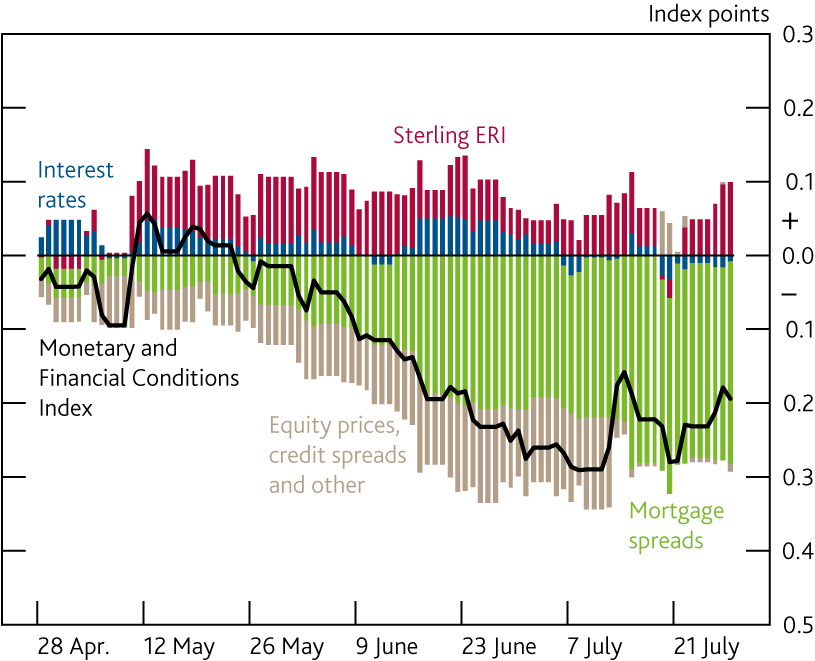 Index points
0.3
0.2
0.1
+
0.0
–
0.1
0.2
0.3
0.4
0.5
Sterling ERI
Interest
rates
Monetary and
Financial Conditions
Index
Equity prices,
credit spreads
and other
Mortgage
spreads
28 Apr.
12 May
26 May
9 June
23 June
7 July
21 July